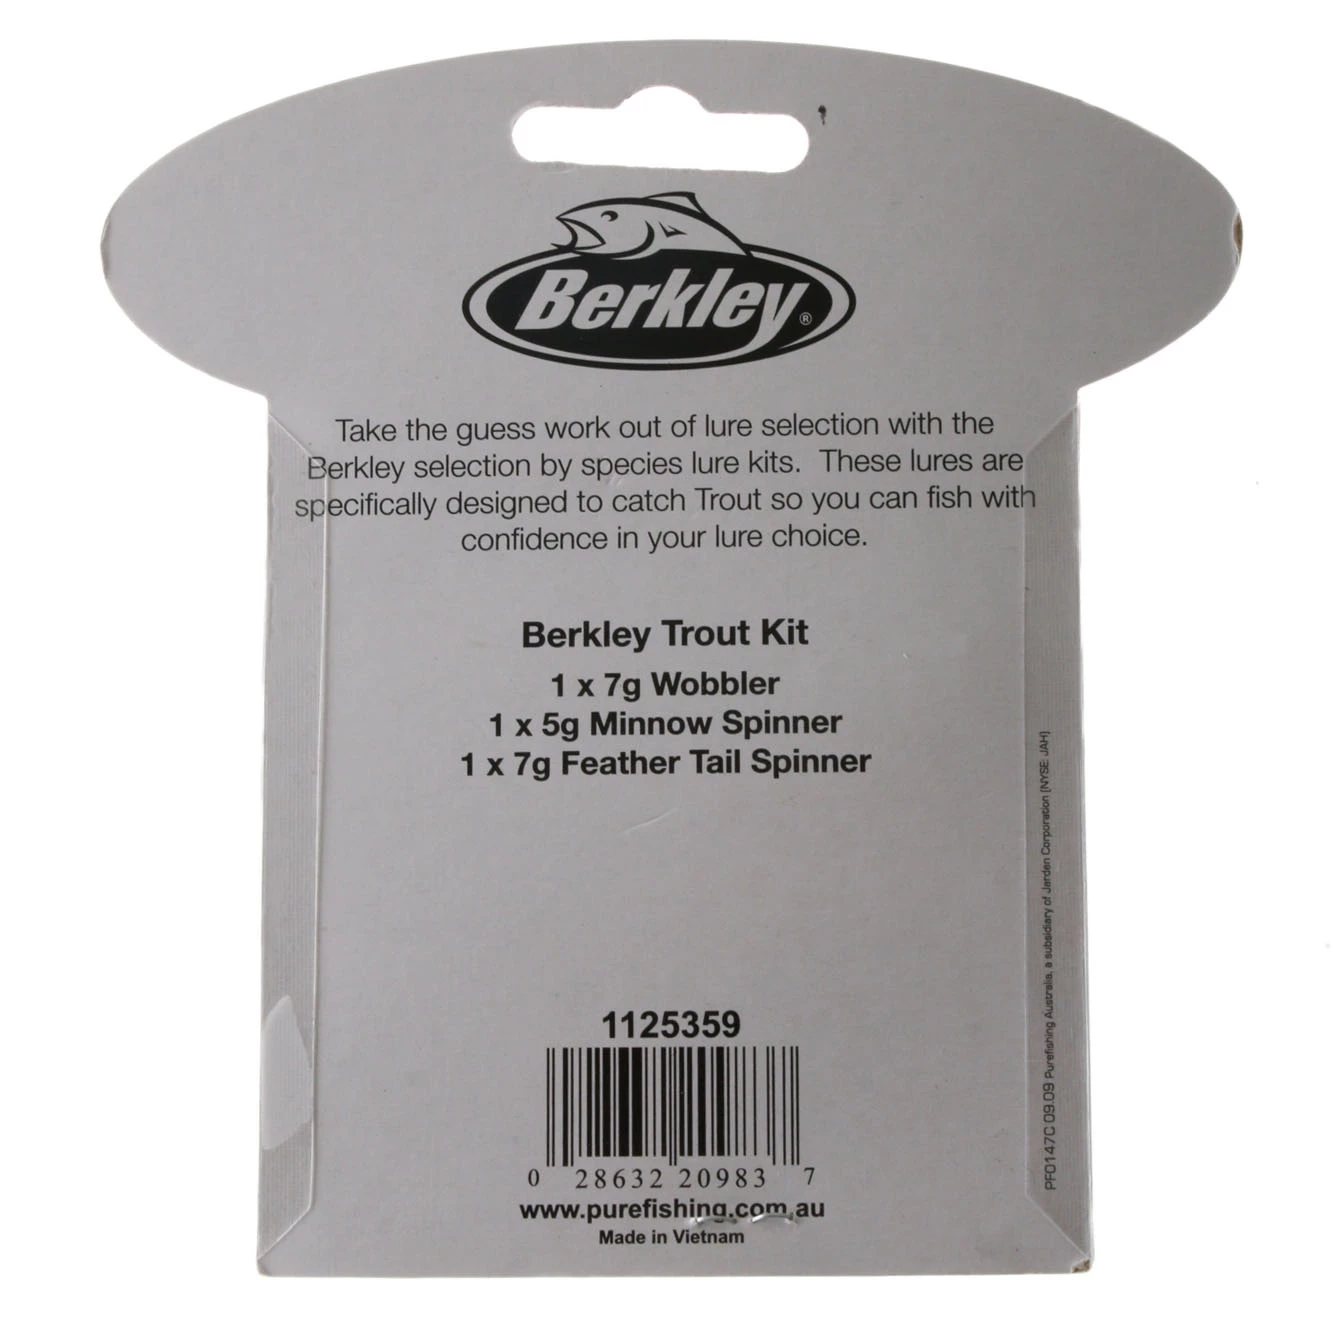 Berkley®
Take the guess work out of lure selection with the
Berkley selection by species lure kits. These lures are
specifically designed to catch Trout so you can fish with
confidence in your lure choice.
Berkley Trout Kit
1 x 7g Wobbler
1 x 5g Minnow Spinner
1 x 7g Feather Tail Spinner
PF0147C 09.09 Purefishing Australia, a subsidiary of Jarden Corporation [NYSE: JAH]
1125359
0 28632 20983 7
www.purefishing.com.au
Made in Vietnam